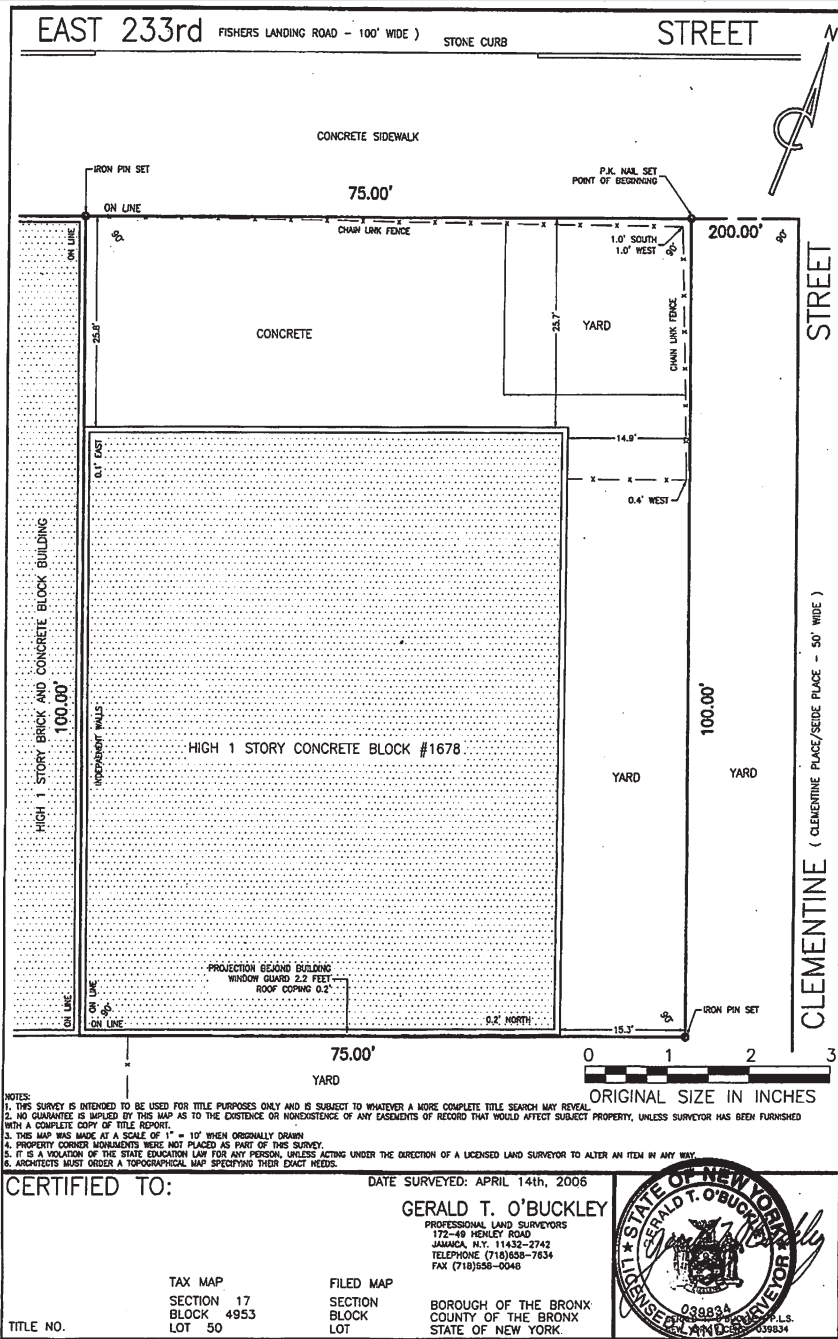 EAST 233rd FISHERS LANDING ROAD - 100' WIDE ) STONE CURB STREET
N
CONCRETE SIDEWALK
IRON PIN SET
P.K. NAIL SET
POINT OF BEGINNING
75.00'
ON LINE
CHAIN LINK FENCE
1.0' SOUTH
1.0' WEST
200.00'
90°
90°
90°
ON LINE
25.8'
CONCRETE
25.7'
YARD
CHAIN LINK FENCE
STREET
0.1' EAST
14.9'
0.4' WEST
HIGH 1 STORY BRICK AND CONCRETE BLOCK BUILDING
100.00'
INDEPENENT WALLS
HIGH 1 STORY CONCRETE BLOCK #1678
100.00'
YARD
YARD
CLEMENTINE ( CLEMENTINE PLACE/SEIDE PLACE - 50' WIDE )
PROJECTION BEJOND BUILDING
WINDOW GUARD 2.2 FEET
ROOF COPING 0.2'
ON LINE
ON LINE
90°
ON LINE
0.2' NORTH
15.3'
90°
IRON PIN SET
75.00'
YARD
0 1 2 3
ORIGINAL SIZE IN INCHES
NOTES:
1. THIS SURVEY IS INTENDED TO BE USED FOR TITLE PURPOSES ONLY AND IS SUBJECT TO WHATEVER A MORE COMPLETE TITLE SEARCH MAY REVEAL.
2. NO GUARANTEE IS IMPLIED BY THIS MAP AS TO THE EXISTENCE OR NONEXISTENCE OF ANY EASEMENTS OF RECORD THAT WOULD AFFECT SUBJECT PROPERTY, UNLESS SURVEYOR HAS BEEN FURNISHED
WITH A COMPLETE COPY OF TITLE REPORT.
3. THIS MAP WAS MADE AT A SCALE OF 1" = 10' WHEN ORIGINALLY DRAWN
4. PROPERTY CORNER MONUMENTS WERE NOT PLACED AS PART OF THIS SURVEY.
5. IT IS A VIOLATION OF THE STATE EDUCATION LAW FOR ANY PERSON, UNLESS ACTING UNDER THE DIRECTION OF A LICENSED LAND SURVEYOR TO ALTER AN ITEM IN ANY WAY.
6. ARCHITECTS MUST ORDER A TOPOGRAPHICAL MAP SPECIFYING THEIR EXACT NEEDS.
CERTIFIED TO:
DATE SURVEYED: APRIL 14th, 2006
GERALD T. O'BUCKLEY
PROFESSIONAL LAND SURVEYORS
172-49 HENLEY ROAD
JAMAICA, N.Y. 11432-2742
TELEPHONE (718)658-7634
FAX (718)658-0046
TAX MAP
SECTION 17
BLOCK 4953
LOT 50
FILED MAP
SECTION
BLOCK
LOT
BOROUGH OF THE BRONX
COUNTY OF THE BRONX
STATE OF NEW YORK
TITLE NO.
STATE OF NEW YORK
GERALD T. O'BUCKLEY
LICENSED LAND SURVEYOR
039834
P.L.S.
039834